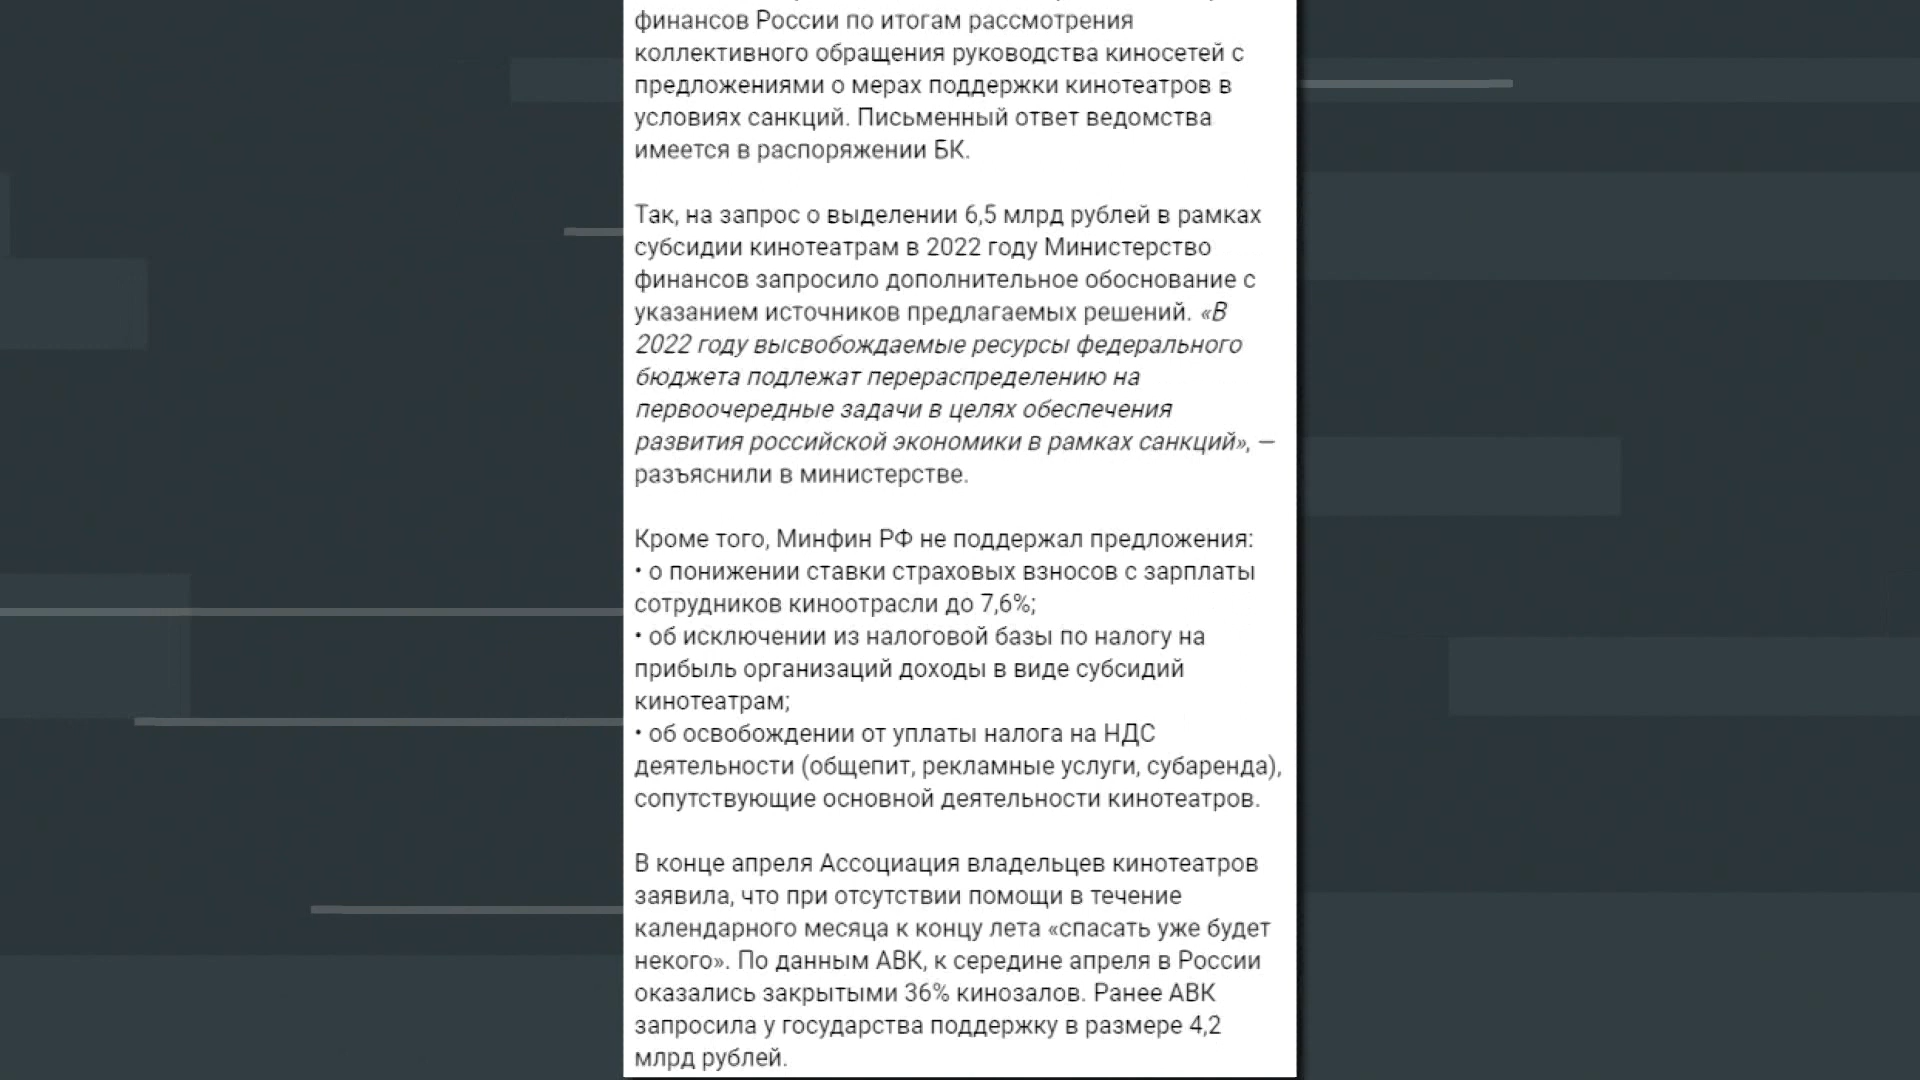 финансов России по итогам рассмотрения
коллективного обращения руководства киносетей с
предложениями о мерах поддержки кинотеатров в
условиях санкций. Письменный ответ ведомства
имеется в распоряжении БК.
Так, на запрос о выделении 6,5 млрд рублей в рамках
субсидии кинотеатрам в 2022 году Министерство
финансов запросило дополнительное обоснование с
указанием источников предлагаемых решений. «В
2022 году высвобождаемые ресурсы федерального
бюджета подлежат перераспределению на
первоочередные задачи в целях обеспечения
развития российской экономики в рамках санкций», —
разъяснили в министерстве.
Кроме того, Минфин РФ не поддержал предложения:
• о понижении ставки страховых взносов с зарплаты
сотрудников киноотрасли до 7,6%;
• об исключении из налоговой базы по налогу на
прибыль организаций доходы в виде субсидий
кинотеатрам;
• об освобождении от уплаты налога на НДС
деятельности (общепит, рекламные услуги, субаренда),
сопутствующие основной деятельности кинотеатров.
В конце апреля Ассоциация владельцев кинотеатров
заявила, что при отсутствии помощи в течение
календарного месяца к концу лета «спасать уже будет
некого». По данным АВК, к середине апреля в России
оказались закрытыми 36% кинозалов. Ранее АВК
запросила у государства поддержку в размере 4,2
млрд рублей.